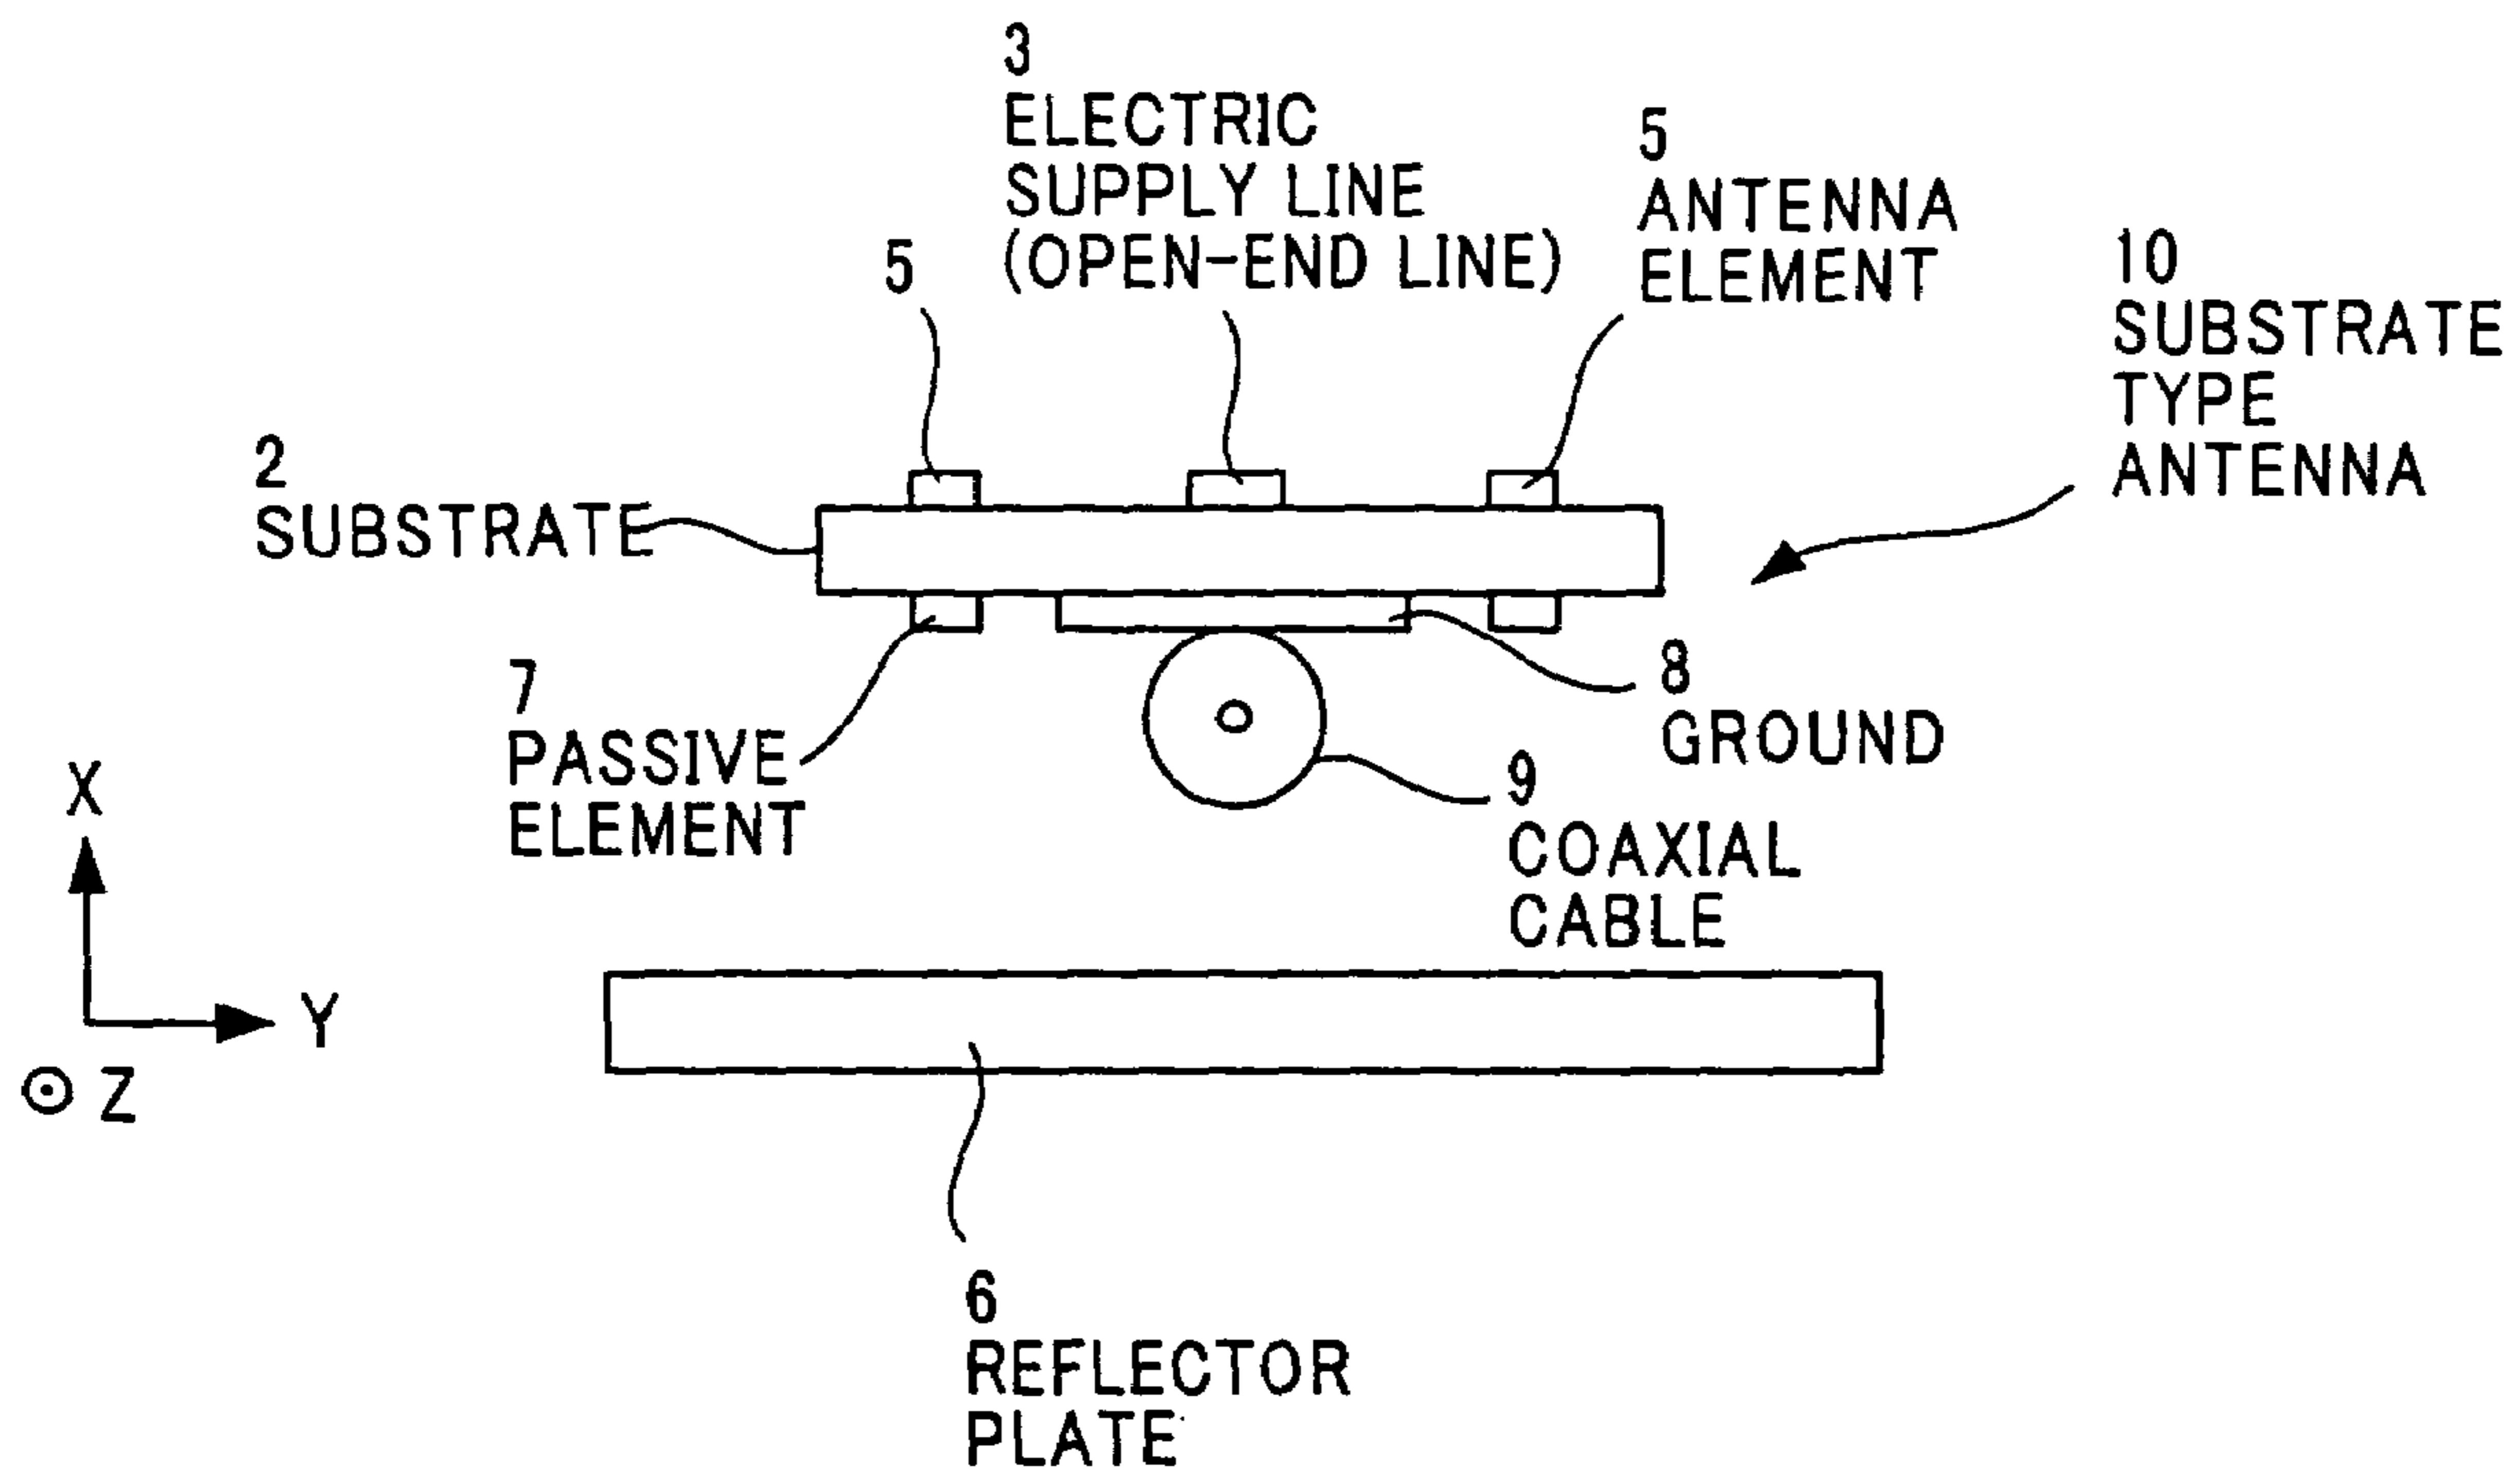 3
ELECTRIC
SUPPLY LINE
(OPEN-END LINE)
5
ANTENNA
ELEMENT
5
10
SUBSTRATE
TYPE
ANTENNA
2
SUBSTRATE
7
PASSIVE
ELEMENT
8
GROUND
9
COAXIAL
CABLE
X
Y
Z
6
REFLECTOR
PLATE